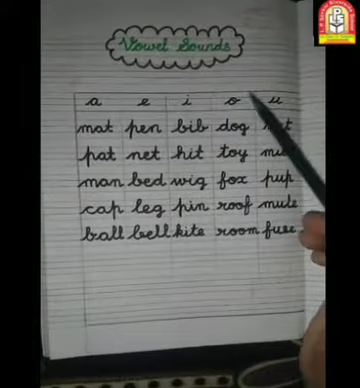 Vowel Sounds
a e i o u
mat pen bib dog
pat net hit toy
man bed wig fox pup
cap leg pin roof mule
ball bell kite room fuse